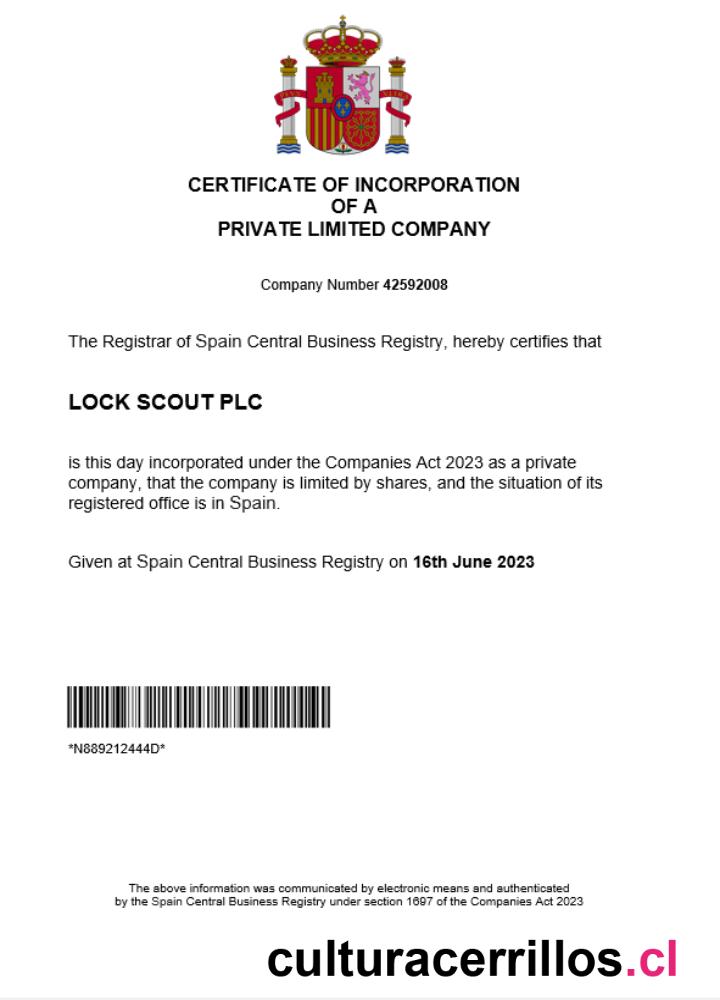 CERTIFICATE OF INCORPORATION
OF A
PRIVATE LIMITED COMPANY
Company Number 42592008
The Registrar of Spain Central Business Registry, hereby certifies that
LOCK SCOUT PLC
is this day incorporated under the Companies Act 2023 as a private
company, that the company is limited by shares, and the situation of its
registered office is in Spain.
Given at Spain Central Business Registry on 16th June 2023
*N889212444D*
The above information was communicated by electronic means and authenticated
by the Spain Central Business Registry under section 1697 of the Companies Act 2023
culturacerrillos.cl